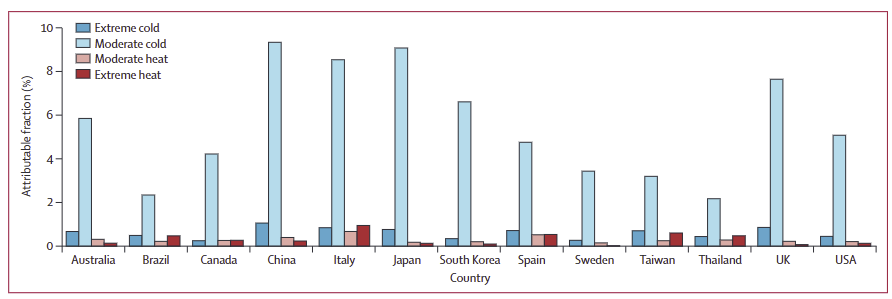 10
8
6
4
2
0
Attributable fraction (%)
Extreme cold
Moderate cold
Moderate heat
Extreme heat
Australia Brazil Canada China Italy Japan South Korea Spain Sweden Taiwan Thailand UK USA
Country